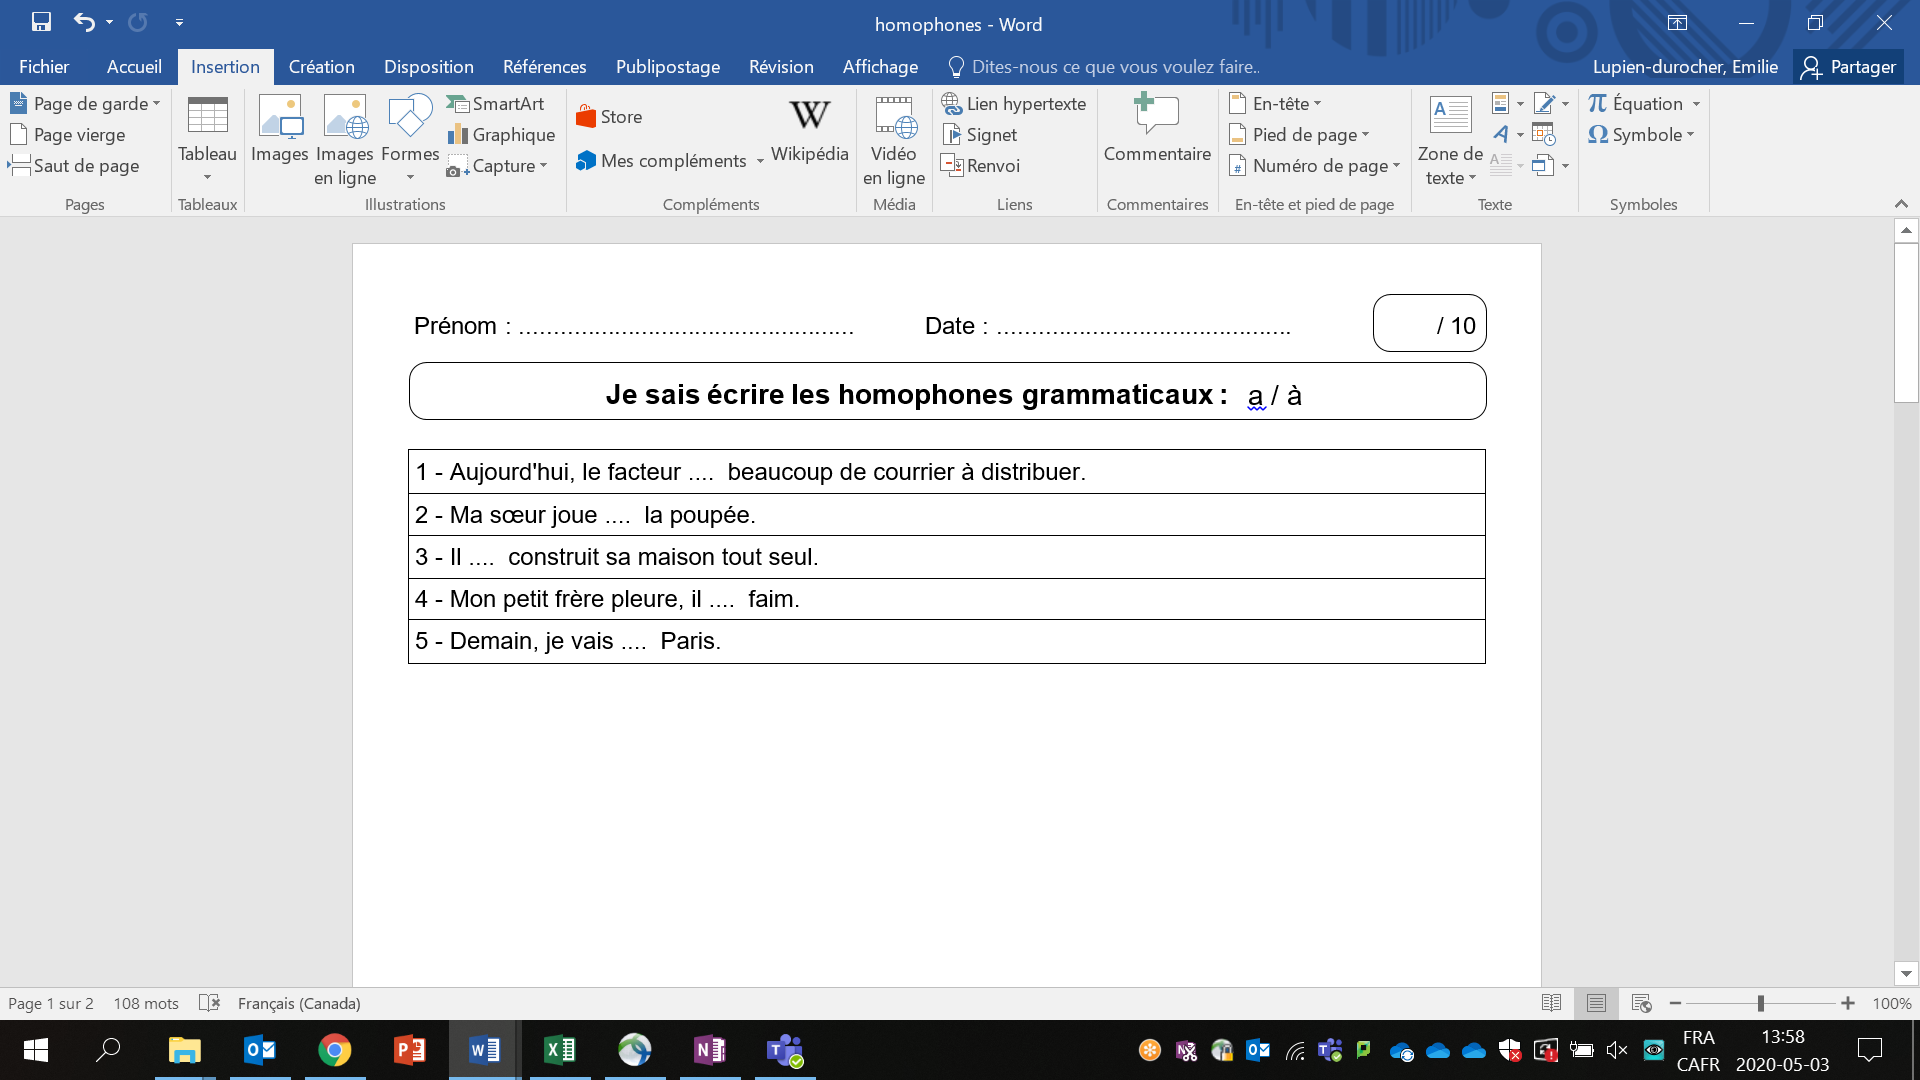 homophones - Word
Fichier Accueil Insertion Création Disposition Références Publipostage Révision Affichage Dites-nous ce que vous voulez faire.. Lupien-durocher, Emilie Partager
Page de garde
Page vierge
Saut de page
Pages
Tableau
Tableaux
Images
Images en ligne
Formes
SmartArt
Graphique
Capture
Illustrations
Store
Mes compléments
W
Wikipédia
Compléments
Vidéo en ligne
Média
Lien hypertexte
Signet
Renvoi
Liens
Commentaire
Commentaires
En-tête
Pied de page
Numéro de page
En-tête et pied de page
Zone de texte
Texte
Équation
Symbole
Symboles
Prénom : ................................................ Date : .......................................... / 10
Je sais écrire les homophones grammaticaux : a / à
1 - Aujourd'hui, le facteur .... beaucoup de courrier à distribuer.
2 - Ma sœur joue .... la poupée.
3 - Il .... construit sa maison tout seul.
4 - Mon petit frère pleure, il .... faim.
5 - Demain, je vais .... Paris.
Page 1 sur 2 108 mots Français (Canada) 100%
FRA
CAFR
13:58
2020-05-03